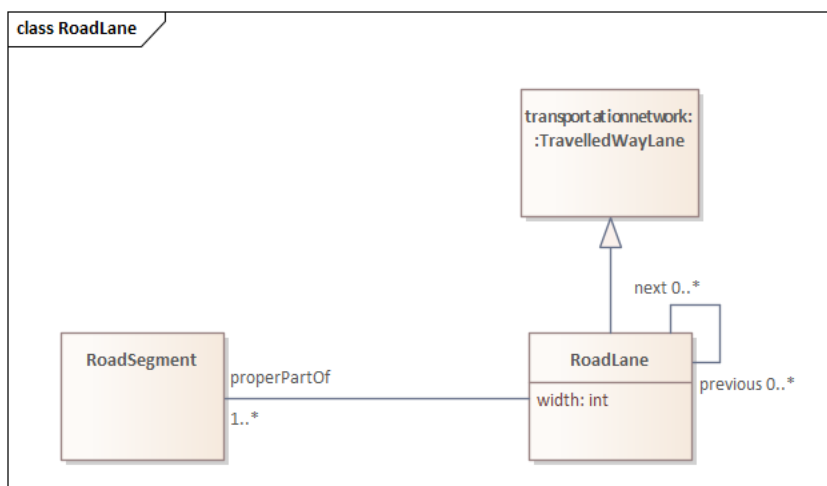 class RoadLane
transportationnetwork:
:TravelledWayLane
next 0..*
RoadSegment
properPartOf
1..*
RoadLane
width: int
previous 0..*